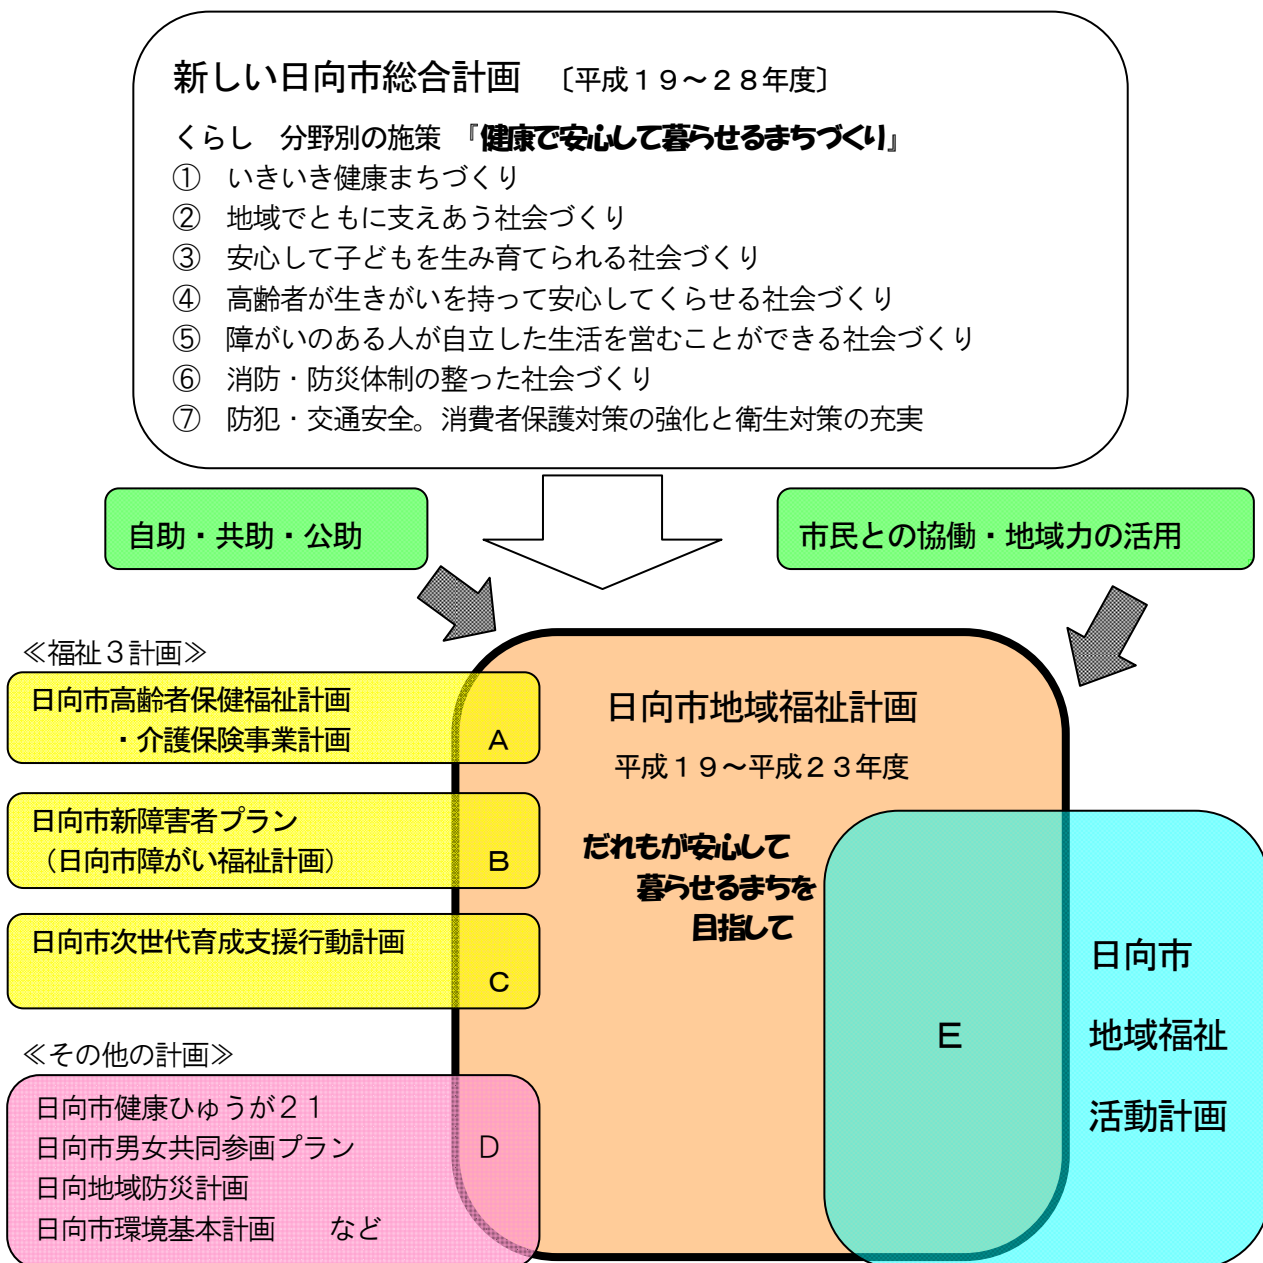 新しい日向市総合計画　〔平成１９～２８年度〕
くらし　分野別の施策　『健康で安心して暮らせるまちづくり』
①　いきいき健康まちづくり
②　地域でともに支えあう社会づくり
③　安心して子どもを生み育てられる社会づくり
④　高齢者が生きがいを持って安心してくらせる社会づくり
⑤　障がいのある人が自立した生活を営むことができる社会づくり
⑥　消防・防災体制の整った社会づくり
⑦　防犯・交通安全。消費者保護対策の強化と衛生対策の充実
自助・共助・公助
市民との協働・地域力の活用
≪福祉３計画≫
日向市高齢者保健福祉計画
・介護保険事業計画
A
日向市新障害者プラン
（日向市障がい福祉計画）
B
日向市次世代育成支援行動計画
C
≪その他の計画≫
日向市健康ひゅうが２１
日向市男女共同参画プラン
日向地域防災計画
日向市環境基本計画　　など
D
日向市地域福祉計画
平成１９～平成２３年度
だれもが安心して
暮らせるまちを
目指して
E
日向市
地域福祉
活動計画